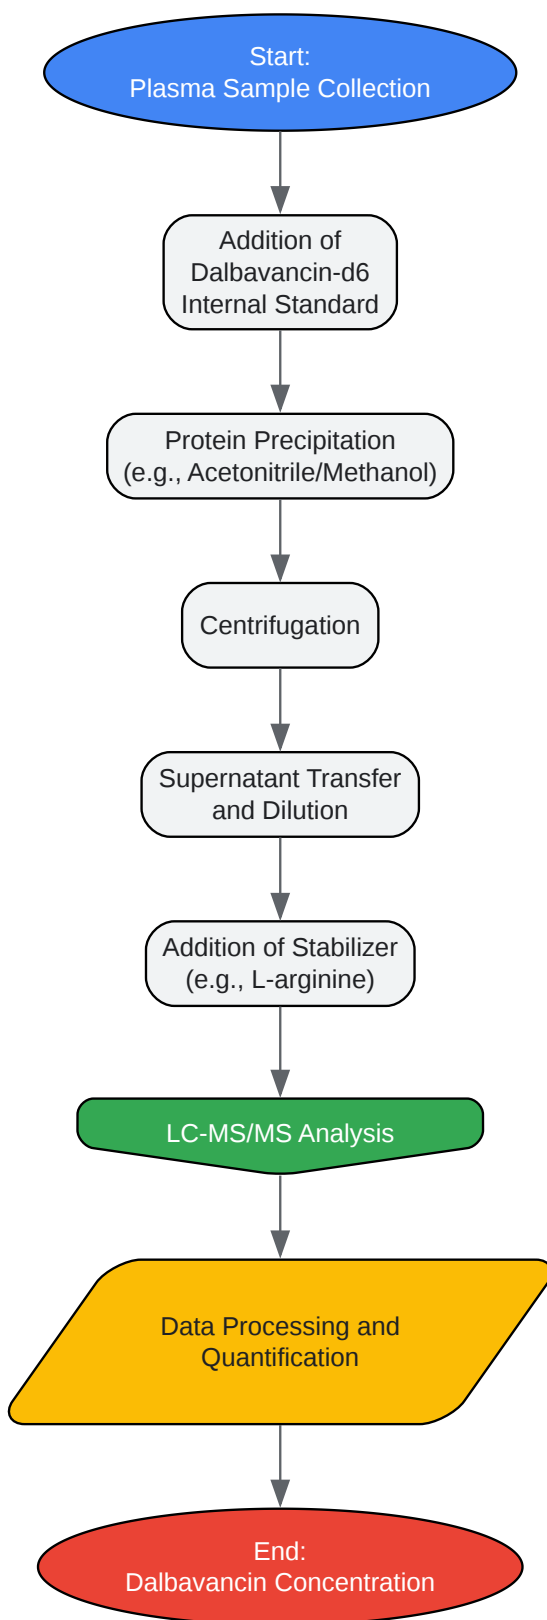 Start:
Plasma Sample Collection
Addition of
Dalbavancin-d6
Internal Standard
Protein Precipitation
(e.g., Acetonitrile/Methanol)
Centrifugation
Supernatant Transfer
and Dilution
Addition of Stabilizer
(e.g., L-arginine)
LC-MS/MS Analysis
Data Processing and
Quantification
End:
Dalbavancin Concentration